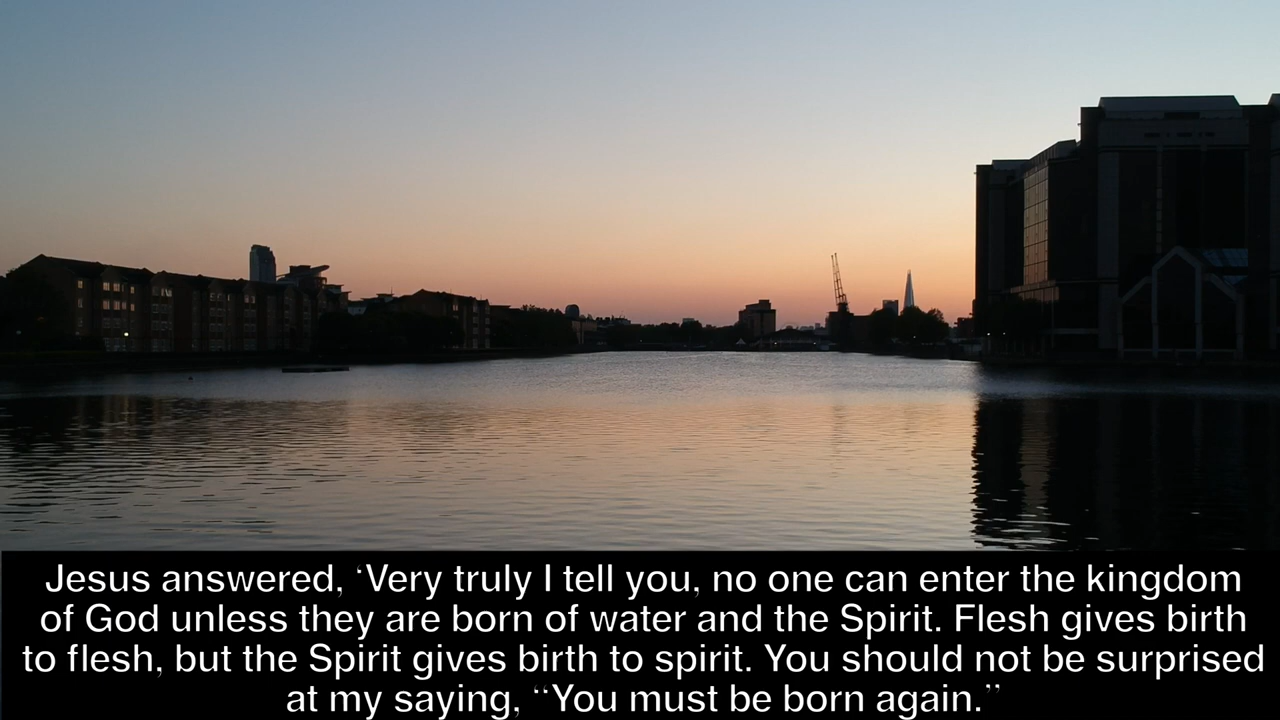 Jesus answered, ‘Very truly I tell you, no one can enter the kingdom
of God unless they are born of water and the Spirit. Flesh gives birth
to flesh, but the Spirit gives birth to spirit. You should not be surprised
at my saying, “You must be born again.”